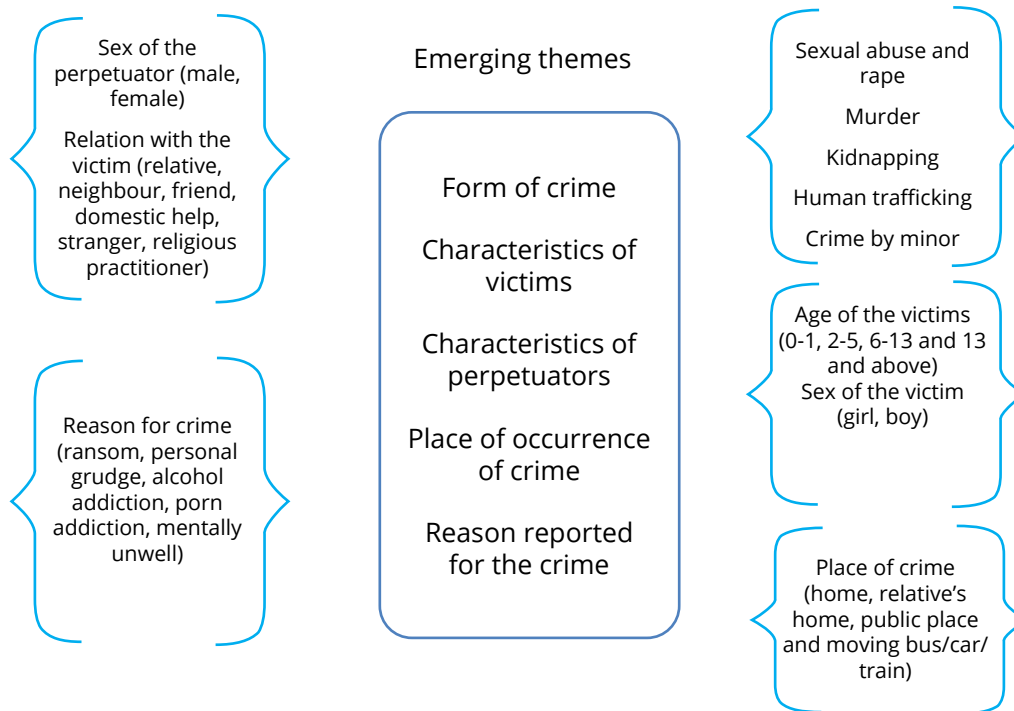 Sex of the
perpetuator (male,
female)
Relation with the
victim (relative,
neighbour, friend,
domestic help,
stranger, religious
practitioner)
Reason for crime
(ransom, personal
grudge, alcohol
addiction, porn
addiction, mentally
unwell)
Emerging themes
Form of crime
Characteristics of
victims
Characteristics of
perpetuators
Place of occurrence
of crime
Reason reported
for the crime
Sexual abuse and
rape
Murder
Kidnapping
Human trafficking
Crime by minor
Age of the victims
(0-1, 2-5, 6-13 and 13
and above)
Sex of the victim
(girl, boy)
Place of crime
(home, relative’s
home, public place
and moving bus/car/
train)